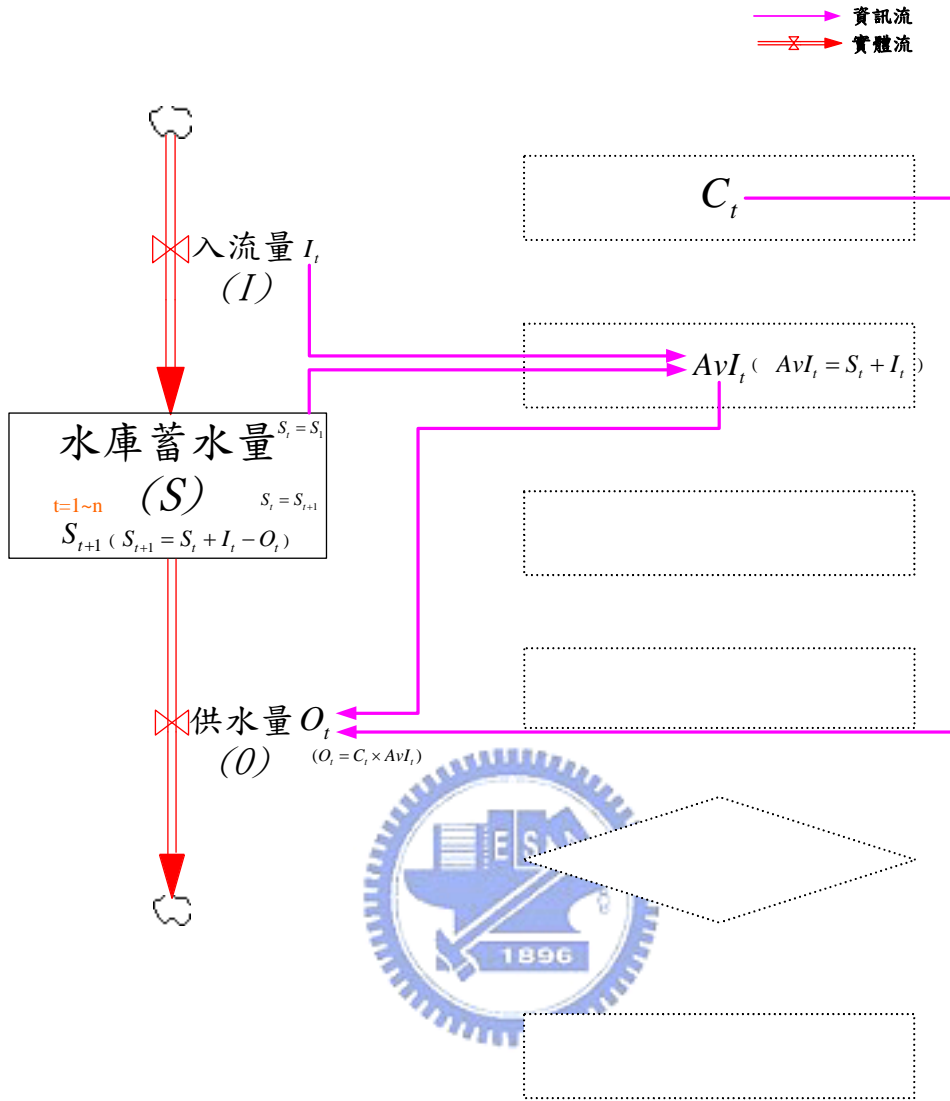 資訊流
實體流
C_t
入流量 I_t
(I)
AvI_t ( AvI_t = S_t + I_t )
水庫蓄水量 S_t = S_1
(S)
t=1~n
S_t = S_{t+1}
S_{t+1} ( S_{t+1} = S_t + I_t - O_t )
供水量 O_t
(O)
(O_t = C_t × AvI_t)
E S
1896